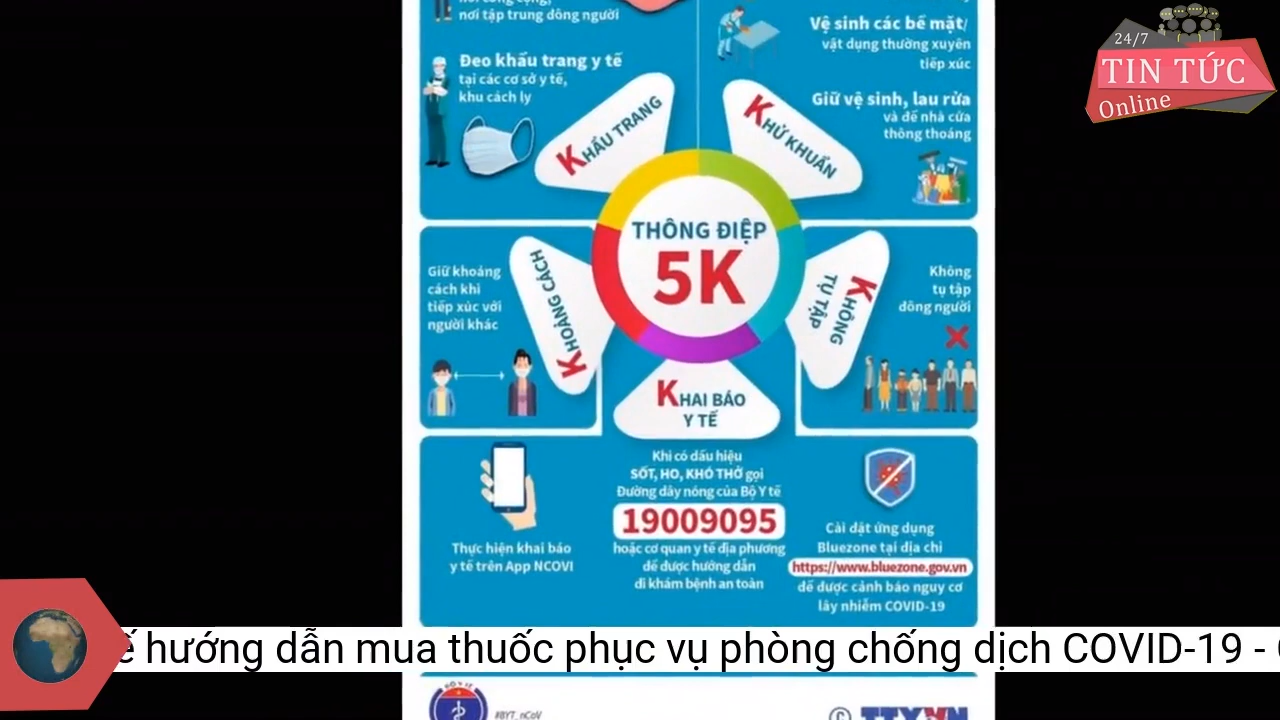 nơi tập trung đông người
Đeo khẩu trang y tế
tại các cơ sở y tế,
khu cách ly
KHẨU TRANG
Vệ sinh các bề mặt/
vật dụng thường xuyên
tiếp xúc
Giữ vệ sinh, lau rửa
và để nhà cửa
thông thoáng
KHỬ KHUẨN
24/7
TIN TỨC
Online
THÔNG ĐIỆP
5K
Giữ khoảng
cách khi
tiếp xúc với
người khác
KHOẢNG CÁCH
KHÔNG
TỤ TẬP
Không
tụ tập
đông người
KHAI BÁO
Y TẾ
Thực hiện khai báo
y tế trên App NCOVI
Khi có dấu hiệu
SỐT, HO, KHÓ THỞ gọi
Đường dây nóng của Bộ Y tế
19009095
hoặc cơ quan y tế địa phương
để được hướng dẫn
đi khám bệnh an toàn
Cài đặt ứng dụng
Bluezone tại địa chỉ
https://www.bluezone.gov.vn
để được cảnh báo nguy cơ
lây nhiễm COVID-19
ế hướng dẫn mua thuốc phục vụ phòng chống dịch COVID-19 -
BỘ Y TẾ
#BYT_nCoV
© TTXVN